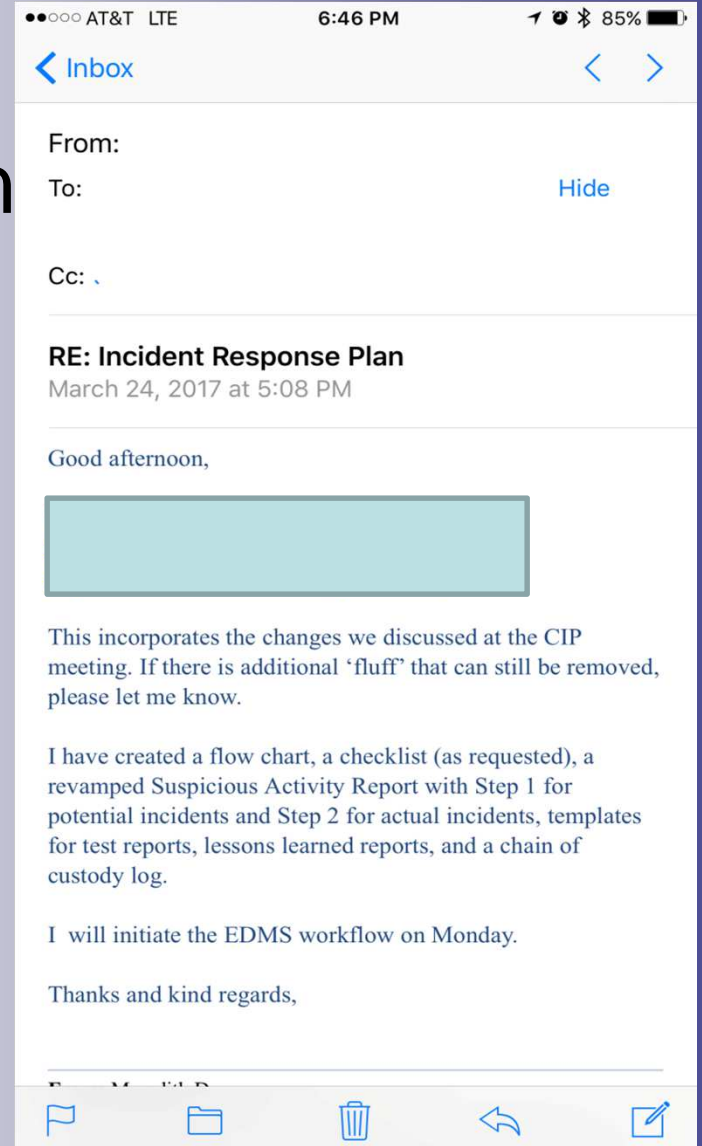 AT&T LTE 6:46 PM 85%
Inbox
From:
To: Hide
Cc:
RE: Incident Response Plan
March 24, 2017 at 5:08 PM
Good afternoon,
This incorporates the changes we discussed at the CIP
meeting. If there is additional ‘fluff’ that can still be removed,
please let me know.
I have created a flow chart, a checklist (as requested), a
revamped Suspicious Activity Report with Step 1 for
potential incidents and Step 2 for actual incidents, templates
for test reports, lessons learned reports, and a chain of
custody log.
I will initiate the EDMS workflow on Monday.
Thanks and kind regards,